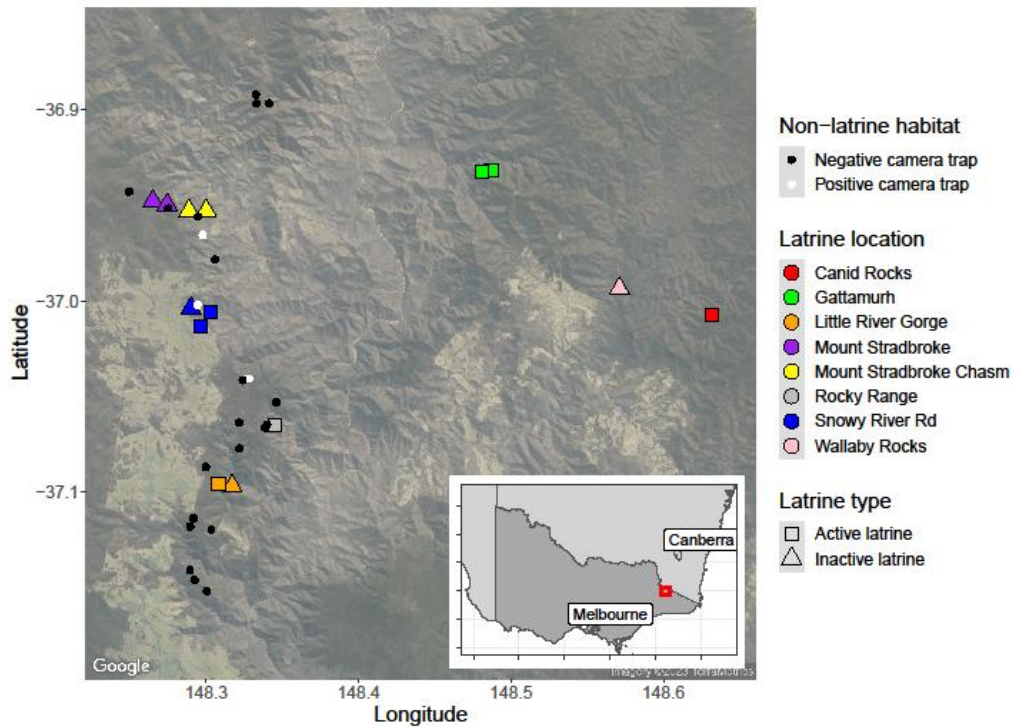 −36.9
−37.0
−37.1
Latitude
148.3
148.4
148.5
148.6
Longitude
Google
Canberra
Melbourne
Non−latrine habitat
Negative camera trap
Positive camera trap
Latrine location
Canid Rocks
Gattamurh
Little River Gorge
Mount Stradbroke
Mount Stradbroke Chasm
Rocky Range
Snowy River Rd
Wallaby Rocks
Latrine type
Active latrine
Inactive latrine